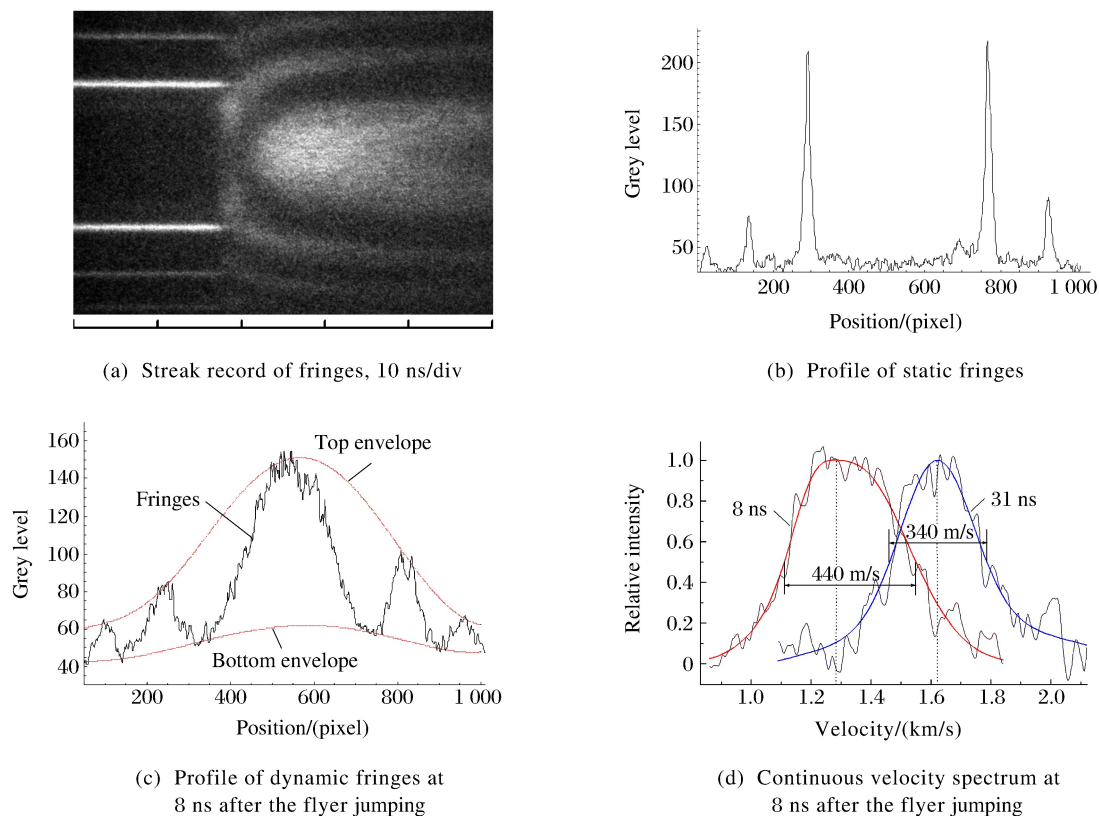 (a) Streak record of fringes, 10 ns/div
200
150
100
50
Grey level
200 400 600 800 1 000
Position/(pixel)
(b) Profile of static fringes
160
140
120
100
80
60
40
Grey level
Top envelope
Fringes
Bottom envelope
200 400 600 800 1 000
Position/(pixel)
(c) Profile of dynamic fringes at
8 ns after the flyer jumping
1.0
0.8
0.6
0.4
0.2
0
Relative intensity
8 ns
31 ns
340 m/s
440 m/s
1.0 1.2 1.4 1.6 1.8 2.0
Velocity/(km/s)
(d) Continuous velocity spectrum at
8 ns after the flyer jumping